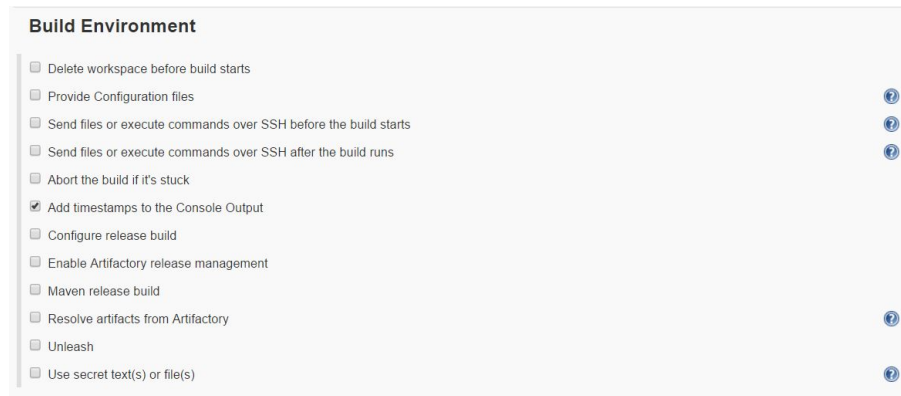 Build Environment
Delete workspace before build starts
Provide Configuration files
Send files or execute commands over SSH before the build starts
Send files or execute commands over SSH after the build runs
Abort the build if it's stuck
Add timestamps to the Console Output
Configure release build
Enable Artifactory release management
Maven release build
Resolve artifacts from Artifactory
Unleash
Use secret text(s) or file(s)